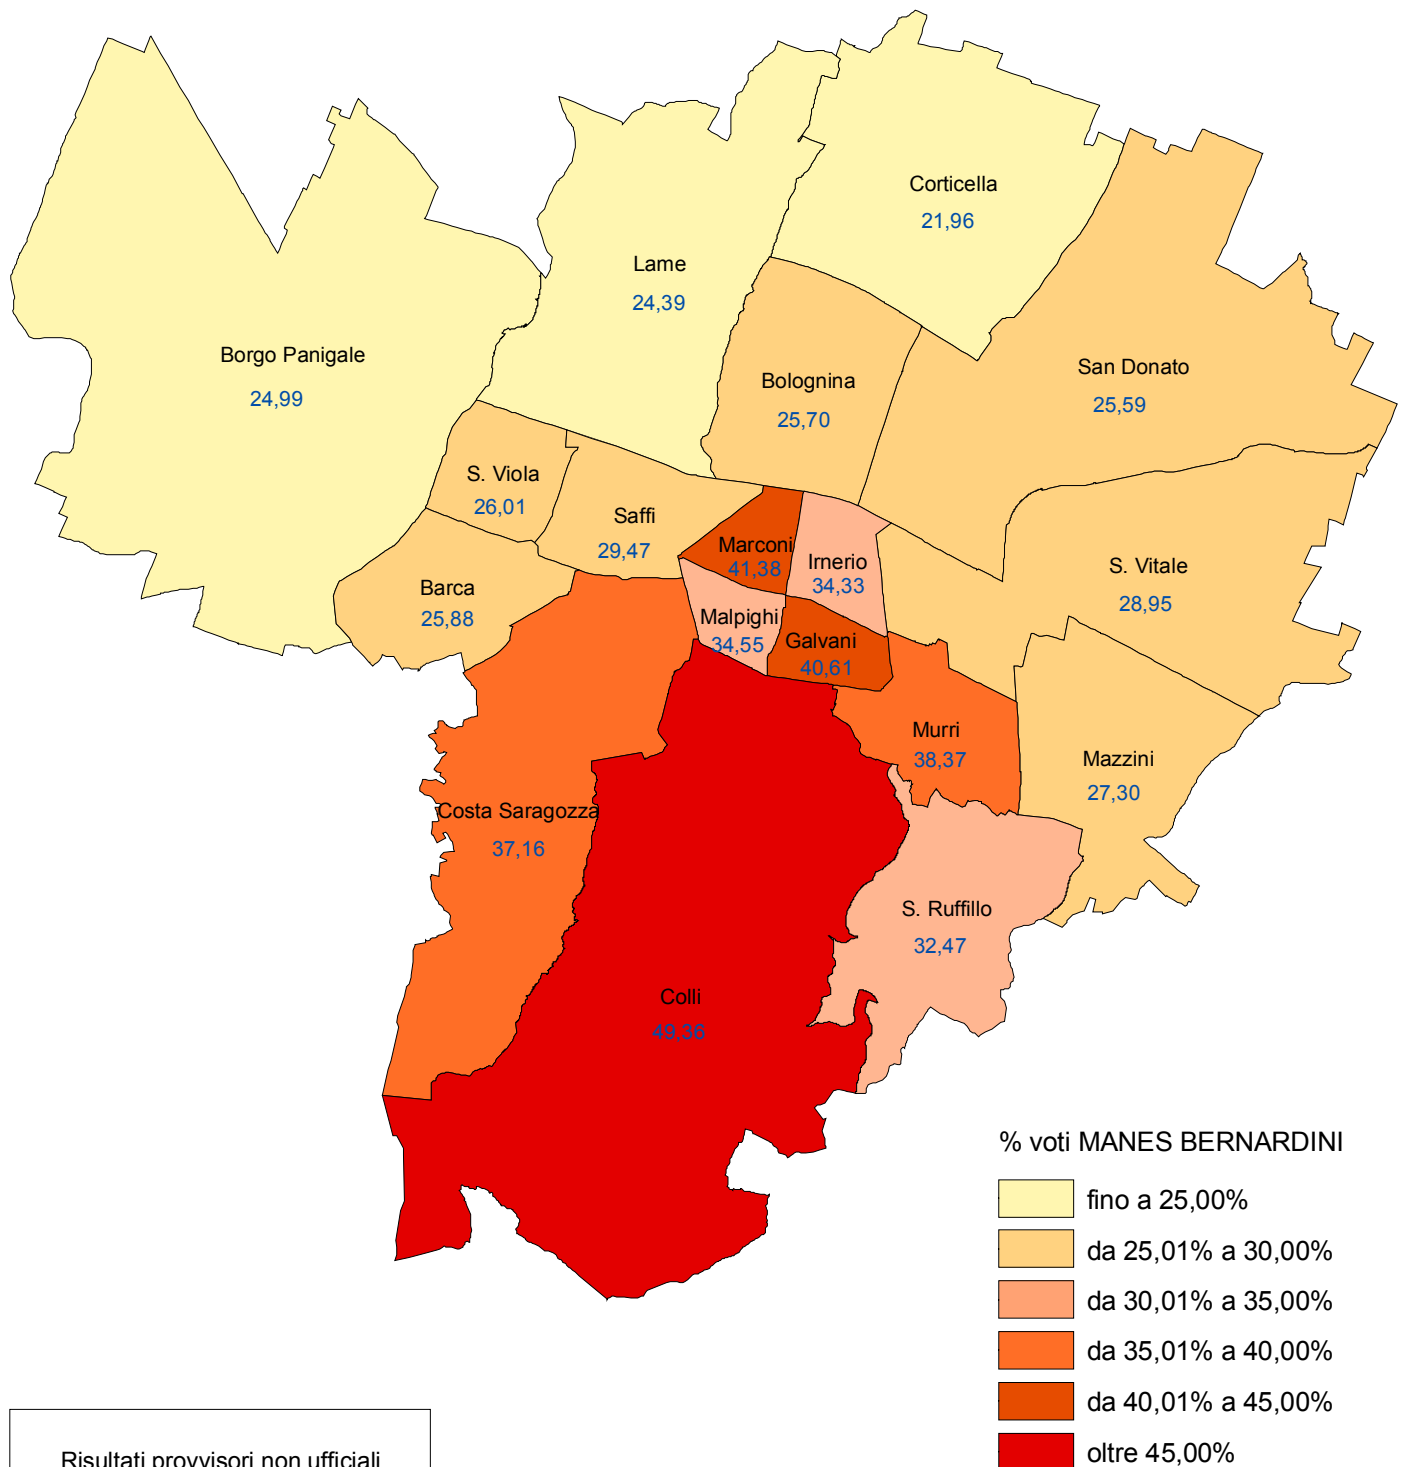 Corticella
21,96
Lame
24,39
Borgo Panigale
24,99
Bolognina
25,70
San Donato
25,59
S. Viola
26,01
Saffi
29,47
Marconi
41,38
Irnerio
34,33
S. Vitale
28,95
Barca
25,88
Malpighi
34,55
Galvani
40,61
Murri
38,37
Mazzini
27,30
Costa Saragozza
37,16
S. Ruffillo
32,47
Colli
49,36
% voti MANES BERNARDINI
fino a 25,00%
da 25,01% a 30,00%
da 30,01% a 35,00%
da 35,01% a 40,00%
da 40,01% a 45,00%
oltre 45,00%
Risultati provvisori non ufficiali